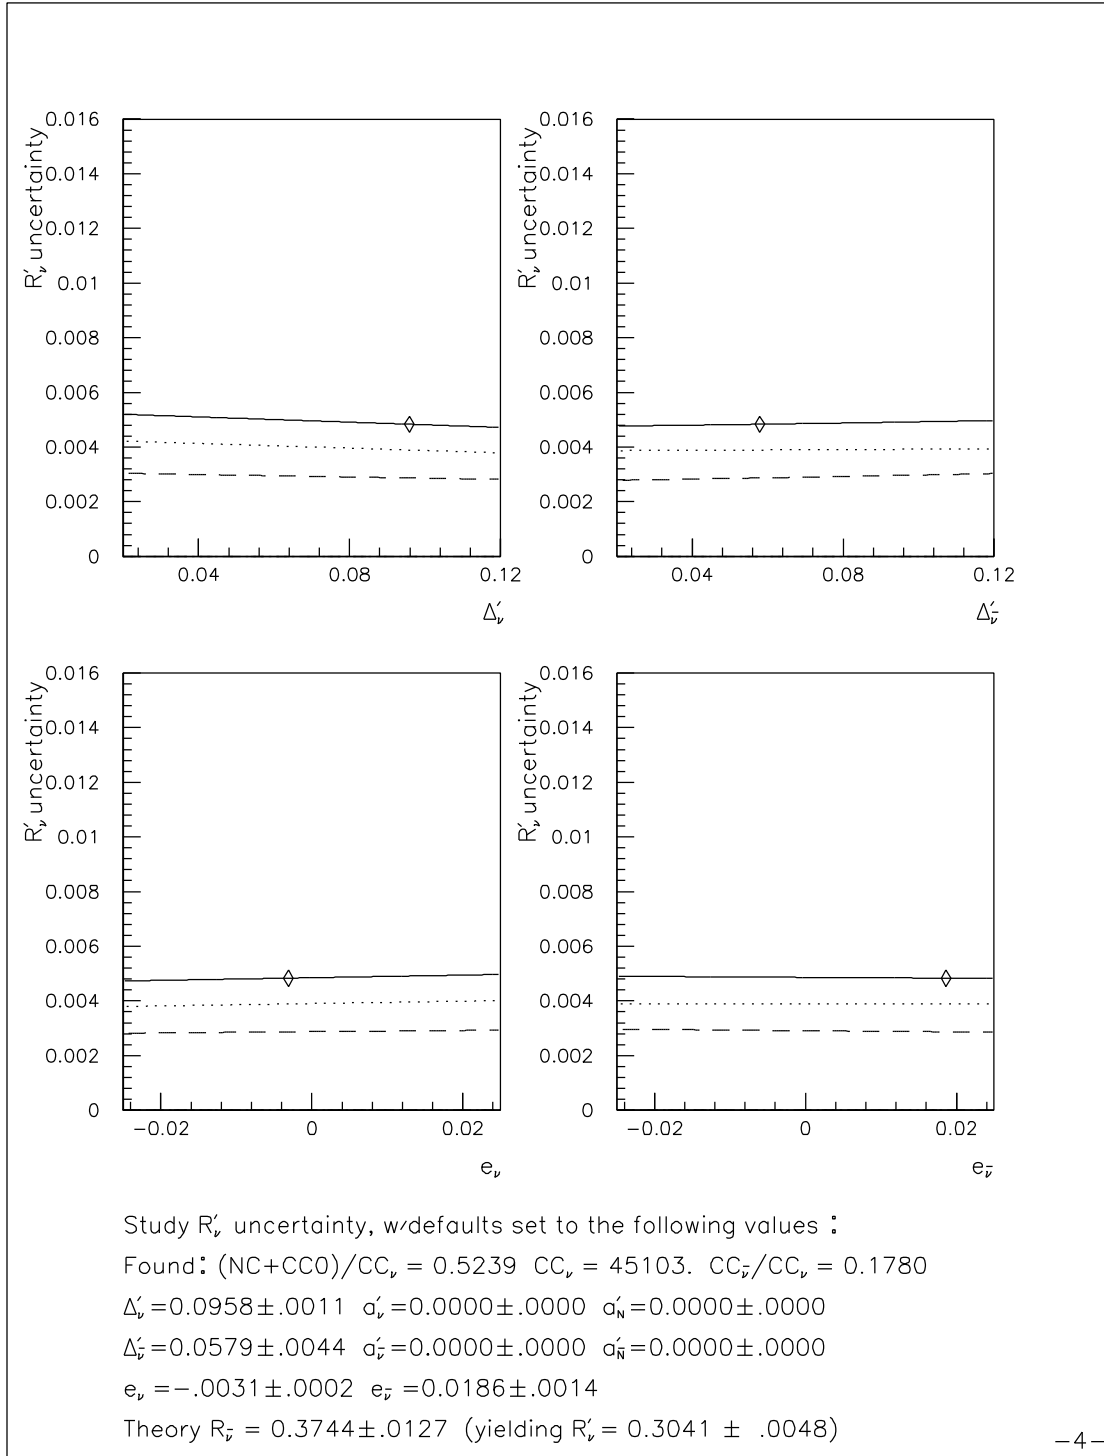 R′ν uncertainty
0.016
0.014
0.012
0.01
0.008
0.006
0.004
0.002
0
0.04 0.08 0.12
Δ′ν
R′ν uncertainty
0.016
0.014
0.012
0.01
0.008
0.006
0.004
0.002
0
0.04 0.08 0.12
Δ′ν̄
R′ν uncertainty
0.016
0.014
0.012
0.01
0.008
0.006
0.004
0.002
0
−0.02 0 0.02
eν
R′ν uncertainty
0.016
0.014
0.012
0.01
0.008
0.006
0.004
0.002
0
−0.02 0 0.02
eν̄
Study R′ν uncertainty, w/defaults set to the following values :
Found: (NC+CC0)/CCν = 0.5239 CCν = 45103. CCν̄/CCν = 0.1780
Δ′ν=0.0958±.0011 a′ν=0.0000±.0000 a′N=0.0000±.0000
Δ′ν̄=0.0579±.0044 a′ν̄=0.0000±.0000 a′N̄=0.0000±.0000
eν=−.0031±.0002 eν̄=0.0186±.0014
Theory Rν̄ = 0.3744±.0127 (yielding R′ν= 0.3041 ± .0048)
−4−